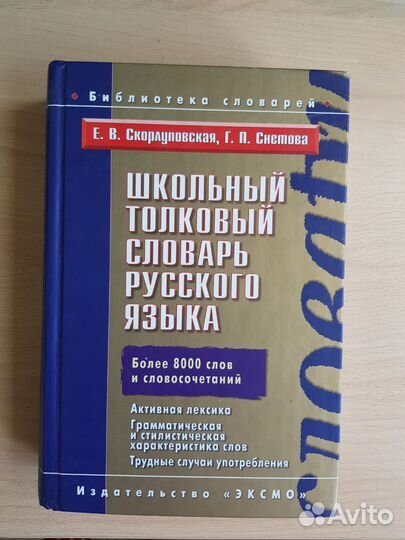 Библиотека словарей
Е. В. Скорлуповская, Г. П. Снетова
ШКОЛЬНЫЙ
ТОЛКОВЫЙ
СЛОВАРЬ
РУССКОГО
ЯЗЫКА
словари
Более 8000 слов
и словосочетаний
Активная лексика
Грамматическая
и стилистическая
характеристика слов
Трудные случаи употребления
Издательство «ЭКСМО»
Avito